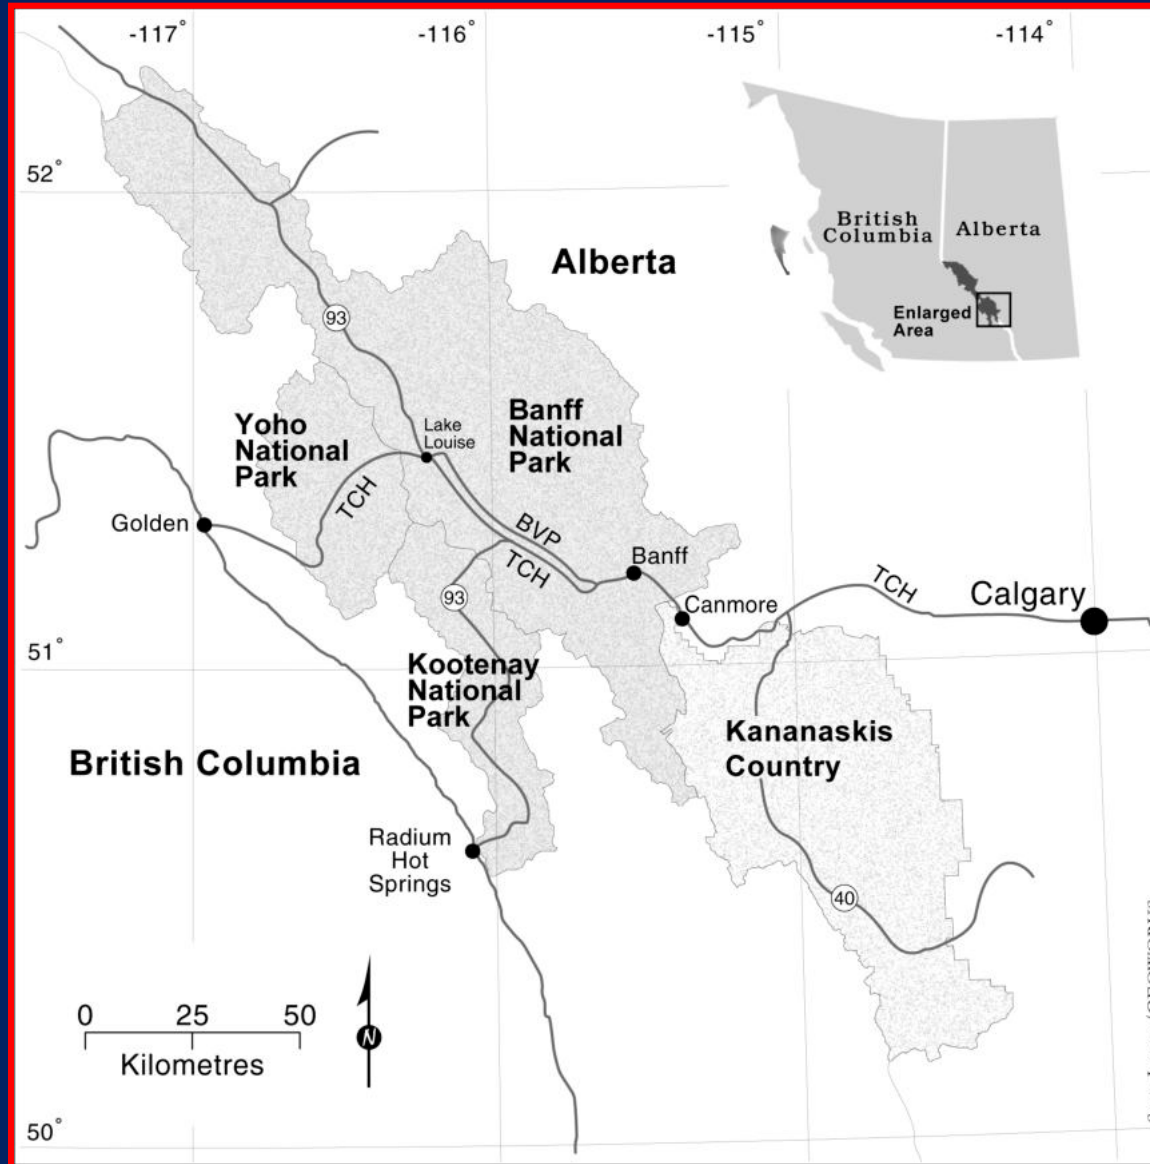 -117°
-116°
-115°
-114°
52°
British
Columbia
Alberta
Enlarged
Area
Alberta
93
Yoho
National
Park
Lake
Louise
Banff
National
Park
TCH
Golden
BVP
TCH
Banff
TCH
Calgary
Canmore
93
51°
Kootenay
National
Park
Kananaskis
Country
British Columbia
Radium
Hot
Springs
40
0 25 50
Kilometres
N
50°